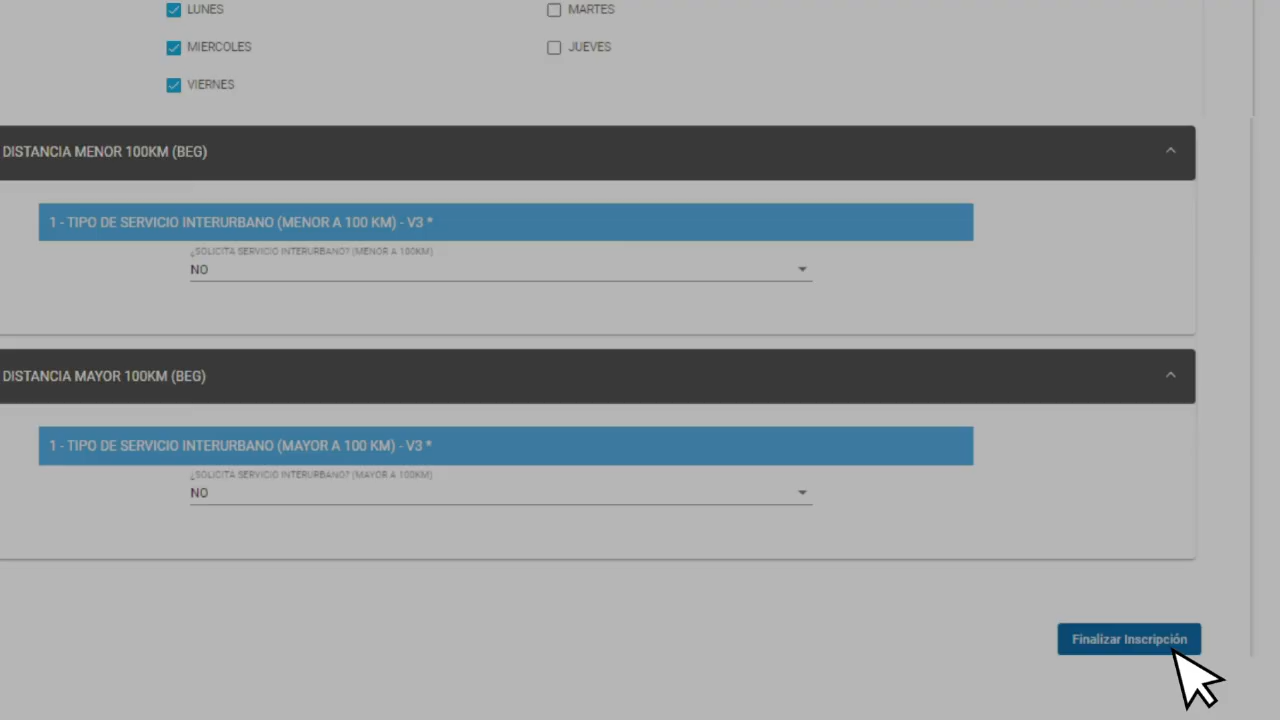 LUNES
MARTES
MIERCOLES
JUEVES
VIERNES
DISTANCIA MENOR 100KM (BEG)
1 - TIPO DE SERVICIO INTERURBANO (MENOR A 100 KM) - V3 *
¿SOLICITA SERVICIO INTERURBANO? (MENOR A 100KM)
NO
DISTANCIA MAYOR 100KM (BEG)
1 - TIPO DE SERVICIO INTERURBANO (MAYOR A 100 KM) - V3 *
¿SOLICITA SERVICIO INTERURBANO? (MAYOR A 100KM)
NO
Finalizar Inscripción